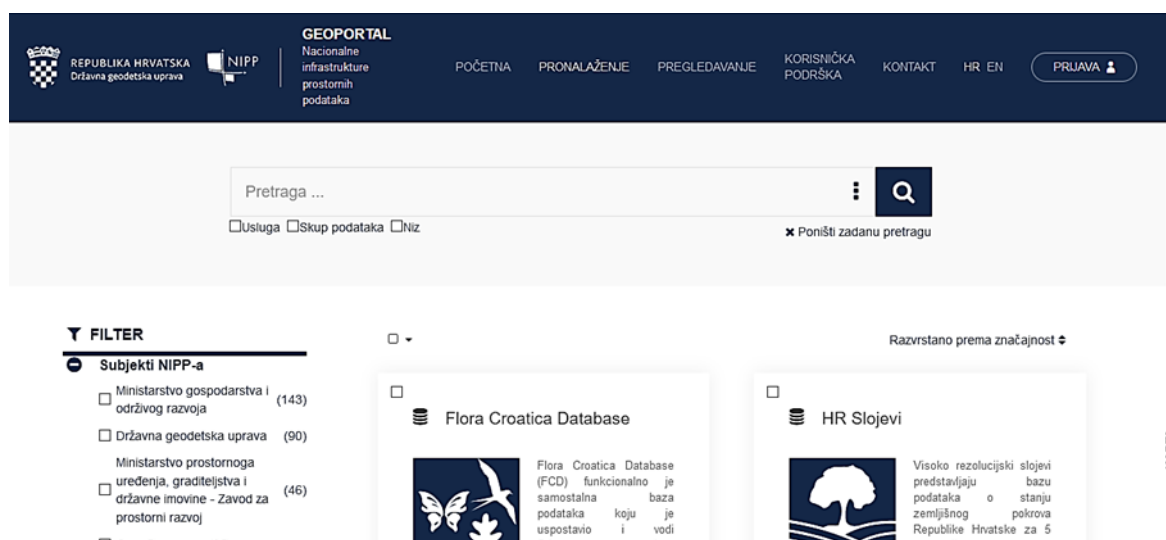 REPUBLIKA HRVATSKA
Državna geodetska uprava
NIPP
GEOPORTAL
Nacionalne
infrastrukture
prostornih
podataka
POČETNA
PRONALAŽENJE
PREGLEDAVANJE
KORISNIČKA
PODRŠKA
KONTAKT
HR EN
PRIJAVA
Pretraga ...
Usluga Skup podataka Niz
Poništi zadanu pretragu
FILTER
Subjekti NIPP-a
Ministarstvo gospodarstva i
održivog razvoja (143)
Državna geodetska uprava (90)
Ministarstvo prostornoga
uređenja, graditeljstva i
državne imovine - Zavod za (46)
prostorni razvoj
Razvrstano prema značajnost
Flora Croatica Database
Flora Croatica Database
(FCD) funkcionalno je
samostalna baza
podataka koju je
uspostavio i vodi
HR Slojevi
Visoko rezolucijski slojevi
predstavljaju bazu
podataka o stanju
zemljišnog pokrova
Republike Hrvatske za 5